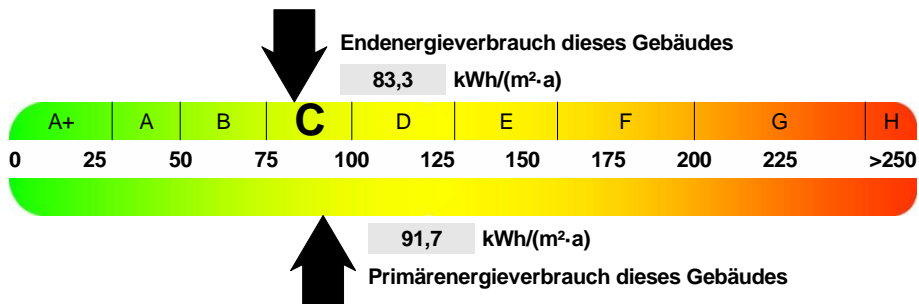 Endenergieverbrauch dieses Gebäudes
83,3 kWh/(m²·a)
A+ A B C D E F G H
0 25 50 75 100 125 150 175 200 225 >250
91,7 kWh/(m²·a)
Primärenergieverbrauch dieses Gebäudes